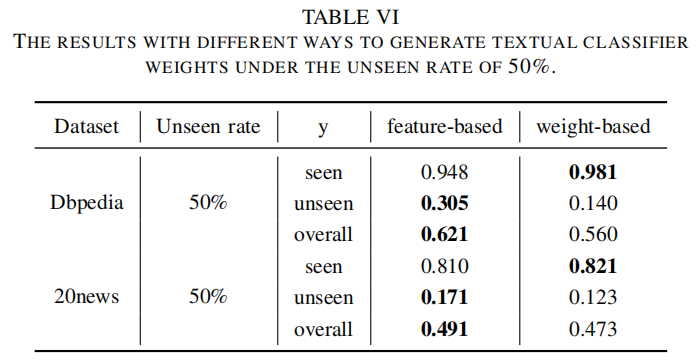 TABLE VI
THE RESULTS WITH DIFFERENT WAYS TO GENERATE TEXTUAL CLASSIFIER
WEIGHTS UNDER THE UNSEEN RATE OF 50%.
Dataset Unseen rate y feature-based weight-based
seen 0.948 0.981
Dbpedia 50% unseen 0.305 0.140
overall 0.621 0.560
seen 0.810 0.821
20news 50% unseen 0.171 0.123
overall 0.491 0.473